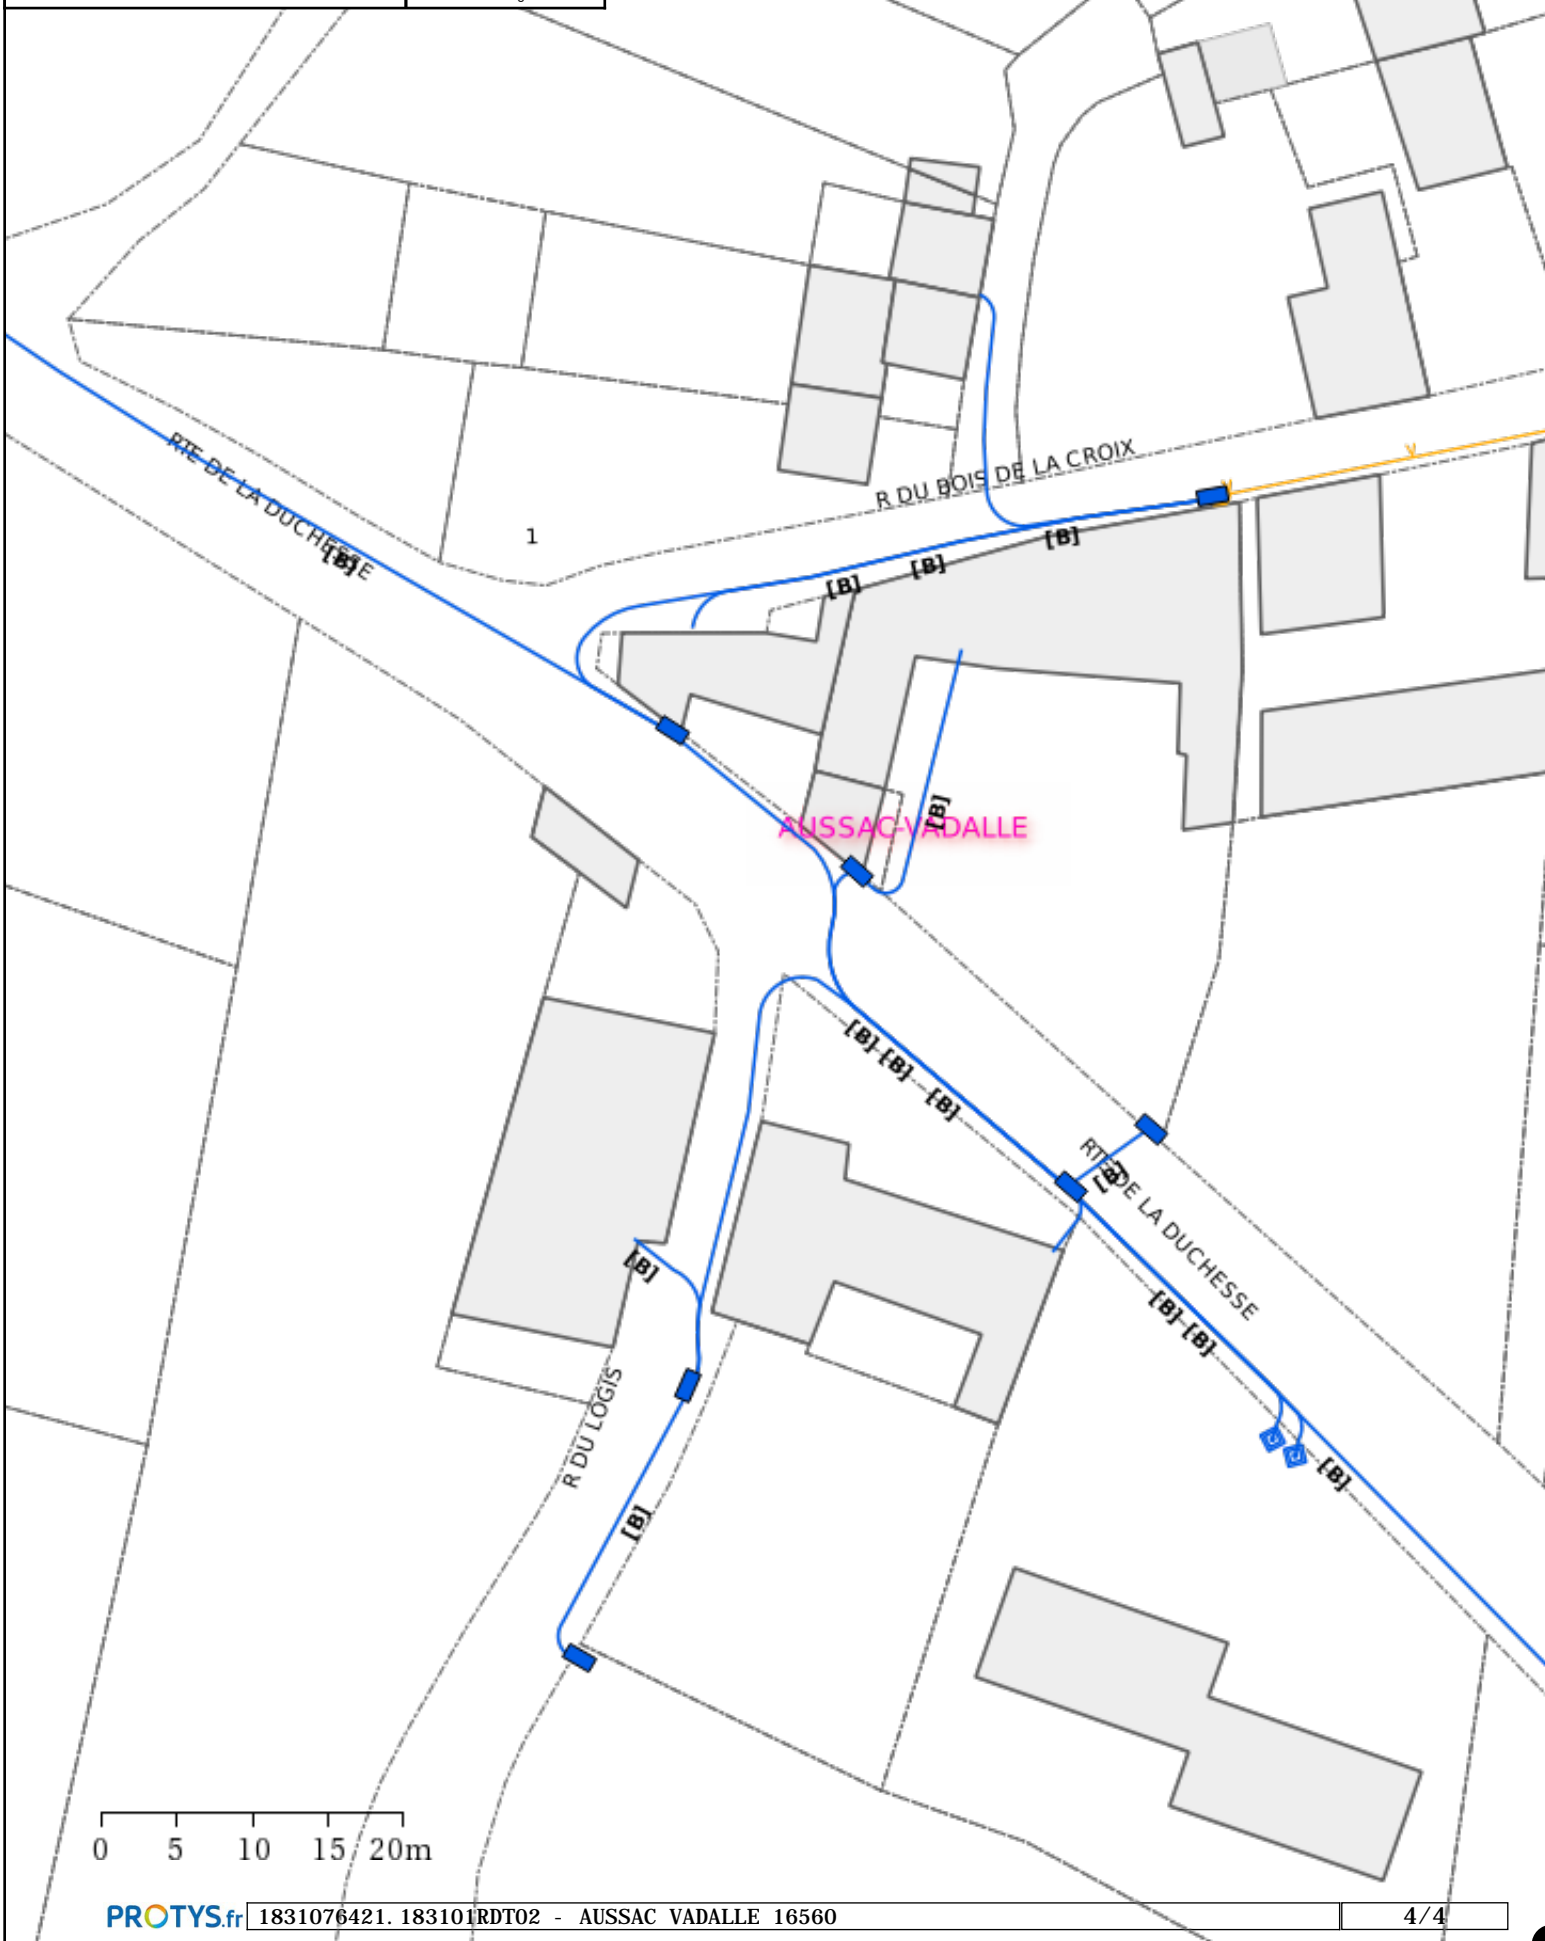 R DU BOIS DE LA CROIX
V
V
RTE DE LA DUCHESSE
[B]
1
[B]
[B]
[B]
[B]
AUSSAC-VADALLE
[B]
[B]
[B]
RTE DE LA DUCHESSE
[B]
[B]
[B]
[B]
[B]
R DU LOGIS
[B]
0 5 10 15 20m
PROTYS.fr 1831076421.183101RDT02 - AUSSAC VADALLE 16560 4/4